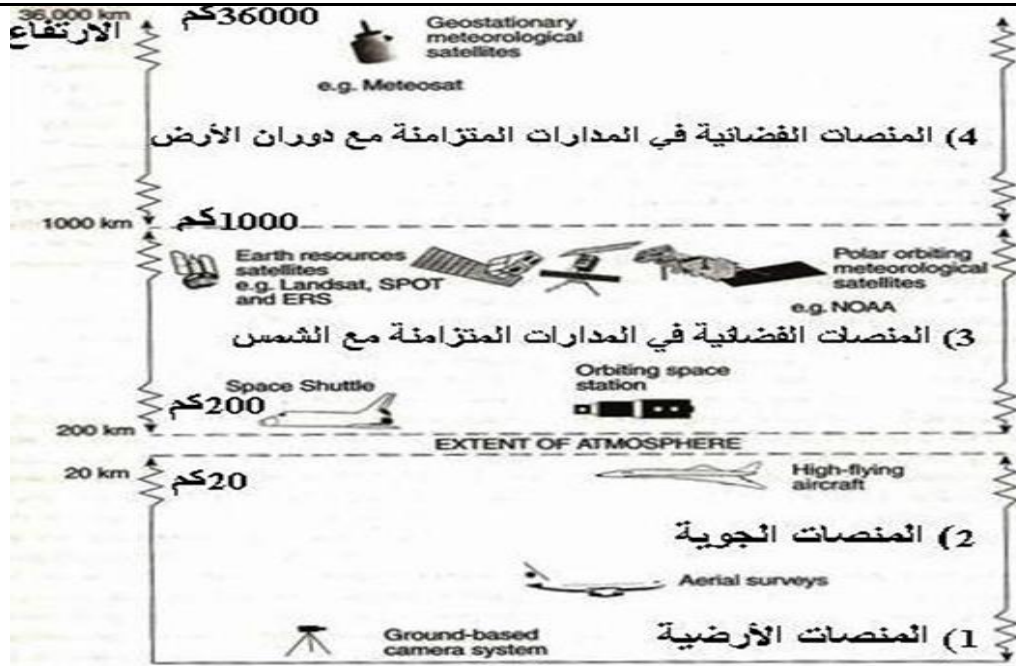 36,000 km
36000كم
الارتفاع
Geostationary
meteorological
satellites
e.g. Meteosat
4) المنصات الفضائية في المدارات المتزامنة مع دوران الأرض
1000 km
1000كم
Earth resources
satellites
e.g. Landsat, SPOT
and ERS
Polar orbiting
meteorological
satellites
e.g. NOAA
3) المنصات الفضائية في المدارات المتزامنة مع الشمس
Space Shuttle
Orbiting space
station
200كم
200 km
EXTENT OF ATMOSPHERE
20 km
20كم
High-flying
aircraft
2) المنصات الجوية
Aerial surveys
1) المنصات الأرضية
Ground-based
camera system